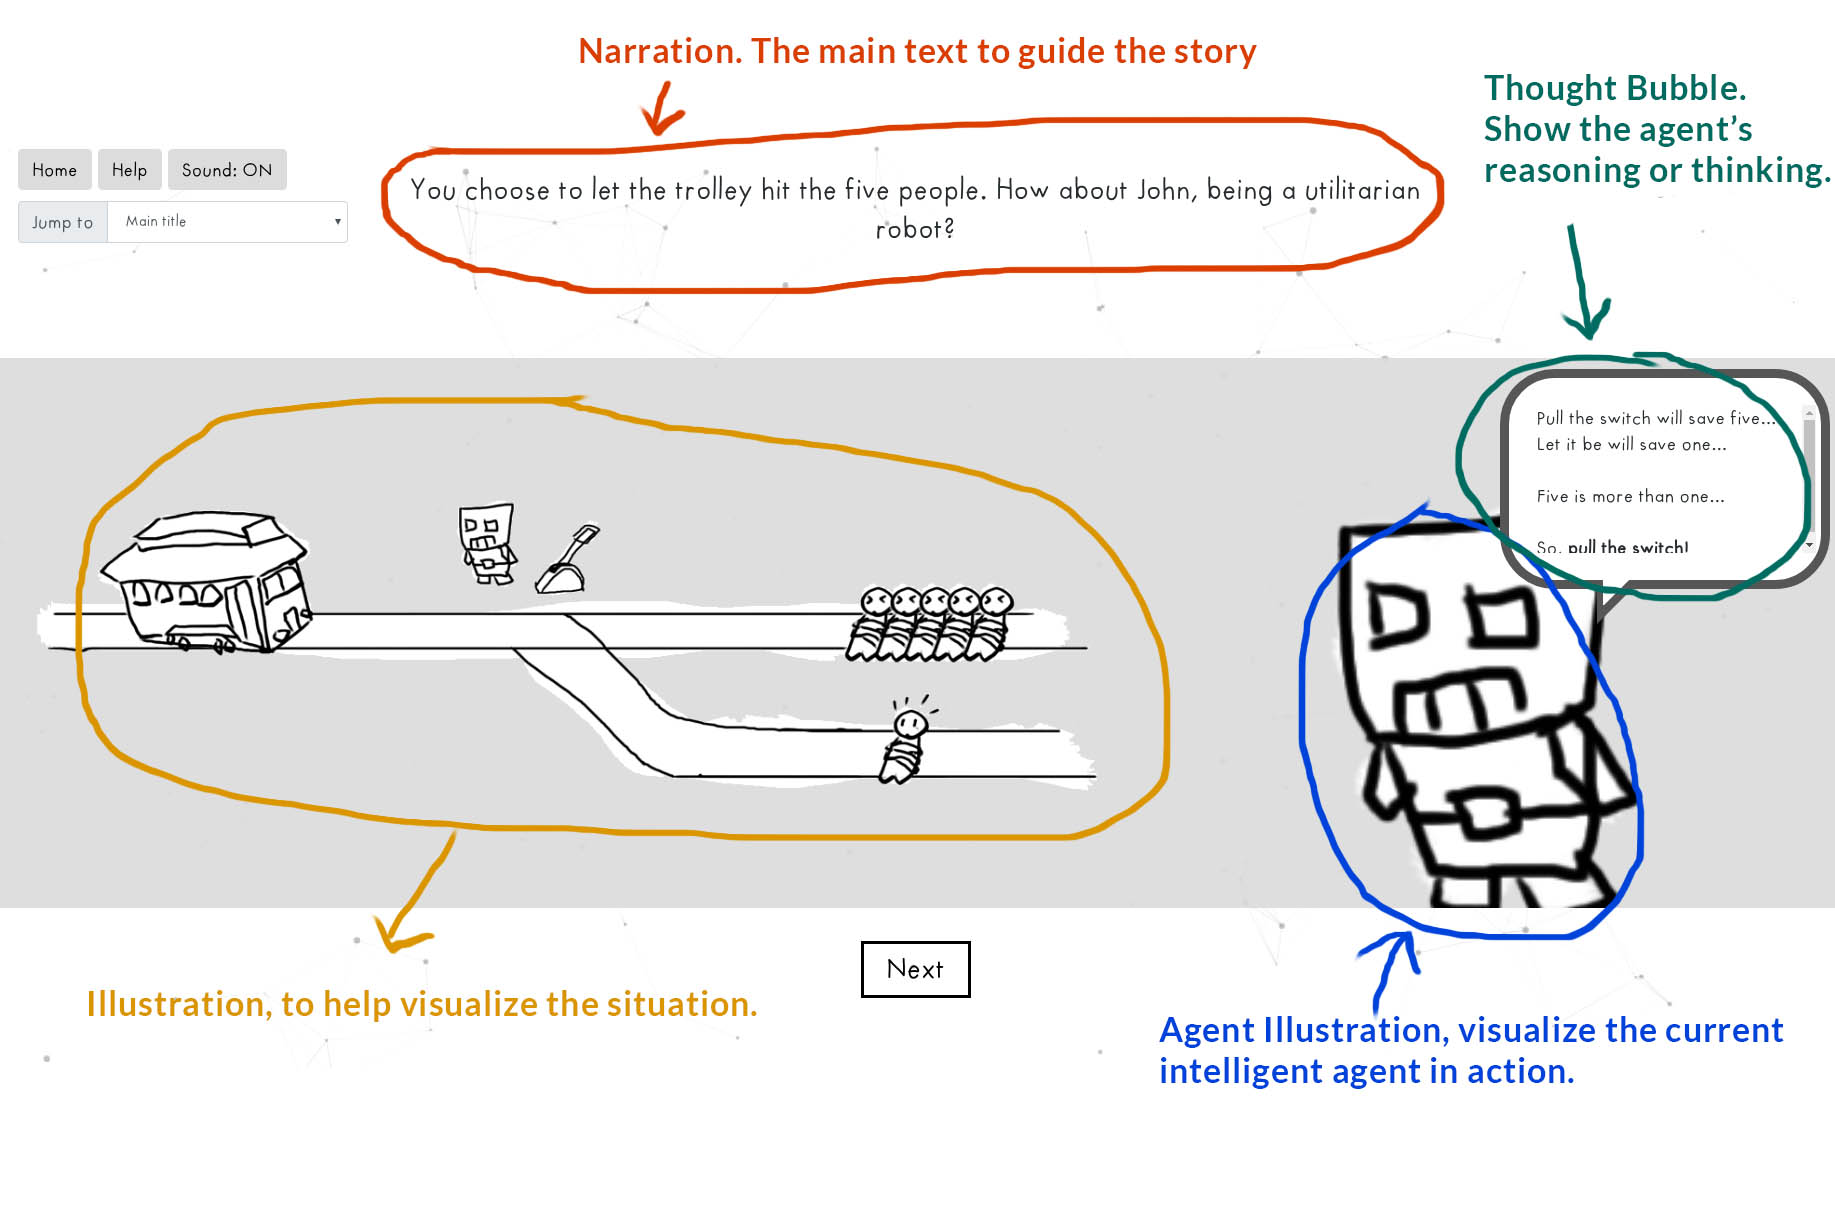 Narration. The main text to guide the story
Thought Bubble.
Show the agent's
reasoning or thinking.
Home
Help
Sound: ON
Jump to
Main title
You choose to let the trolley hit the five people. How about John, being a utilitarian
robot?
Pull the switch will save five...
Let it be will save one...
Five is more than one...
So, pull the switch!
Next
Illustration, to help visualize the situation.
Agent Illustration, visualize the current
intelligent agent in action.